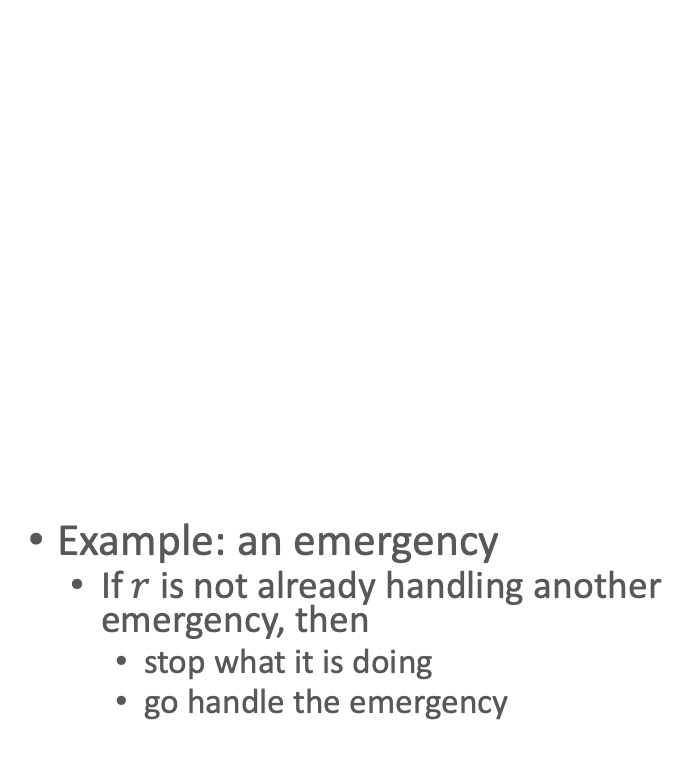 • Example: an emergency
• If r is not already handling another
emergency, then
• stop what it is doing
• go handle the emergency